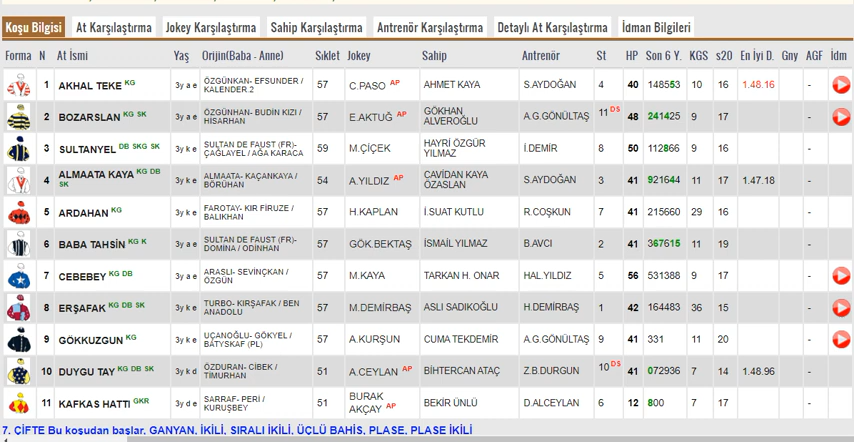 Koşu Bilgisi At Karşılaştırma Jokey Karşılaştırma Sahip Karşılaştırma Antrenör Karşılaştırma Detaylı At Karşılaştırma İdman Bilgileri
Forma N At İsmi Yaş Orijin(Baba - Anne) Sıklet Jokey Sahip Antrenör St HP Son 6 Y. KGS s20 En İyi D. Gny AGF İdm
1 AKHAL TEKE KG 3y a e ÖZGÜNKAN- EFSUNDER / KALENDER.2 57 C.PASO AP AHMET KAYA S.AYDOĞAN 4 40 148553 10 16 1.48.16 -
2 BOZARSLAN KG SK 3y a e ÖZGÜNHAN- BUDİN KIZI / HİSARHAN 57 E.AKTUĞ AP GÖKHAN ALVEROĞLU A.G.GÖNÜLTAŞ 11 DS 48 241425 9 17 -
3 SULTANYEL DB SKG SK 3y k e SULTAN DE FAUST (FR)- ÇAĞLAYEL / AĞA KARACA 59 M.ÇİÇEK HAYRİ ÖZGÜR YILMAZ İ.DEMİR 8 50 112866 9 16 -
4 ALMAATA KAYA KG DB SK 3y k e ALMAATA- KAÇANKAYA / BÖRÜHAN 54 A.YILDIZ AP CAVİDAN KAYA ÖZASLAN S.AYDOĞAN 3 41 921644 11 17 1.47.18 -
5 ARDAHAN KG 3y k e FAROTAY- KIR FİRUZE / BALIKHAN 57 H.KAPLAN İ.SUAT KUTLU R.COŞKUN 7 41 215660 29 16 -
6 BABA TAHSİN KG K 3y a e SULTAN DE FAUST (FR)- DOMİNA / ODİNHAN 57 GÖK.BEKTAŞ İSMAİL YILMAZ B.AVCI 2 41 367615 11 19 -
7 CEBEBEY KG DB 3y a e ARASLI- SEVİNÇKAN / ÖZGÜN 57 M.KAYA TARKAN H. ONAR HAL.YILDIZ 5 56 531388 9 17 -
8 ERŞAFAK KG DB SK 3y k e TURBO- KIRŞAFAK / BEN ANADOLU 57 M.DEMİRBAŞ ASLI SADIKOĞLU H.DEMİRBAŞ 1 42 164483 36 15 -
9 GÖKKUZGUN KG 3y k e UÇANOĞLU- GÖKYEL / BATYSKAF (PL) 57 A.KURŞUN CUMA TEKDEMİR A.G.GÖNÜLTAŞ 9 41 331 11 20 -
10 DUYGU TAY KG DB SK 3y k d ÖZDURAN- CİBEK / TİMURHAN 51 A.CEYLAN AP BİHTERCAN ATAÇ Z.B.DURGUN 10 DS 41 072936 7 14 1.48.96 -
11 KAFKAS HATTI GKR 3y d e SARRAF- PERİ / KURUŞBEY 51 BURAK AKÇAY AP BEKİR ÜNLÜ D.ALCEYLAN 6 12 800 7 17 -
7. ÇİFTE Bu koşudan başlar. GANYAN, İKİLİ, SIRALI İKİLİ, ÜÇLÜ BAHİS, PLASE, PLASE İKİLİ